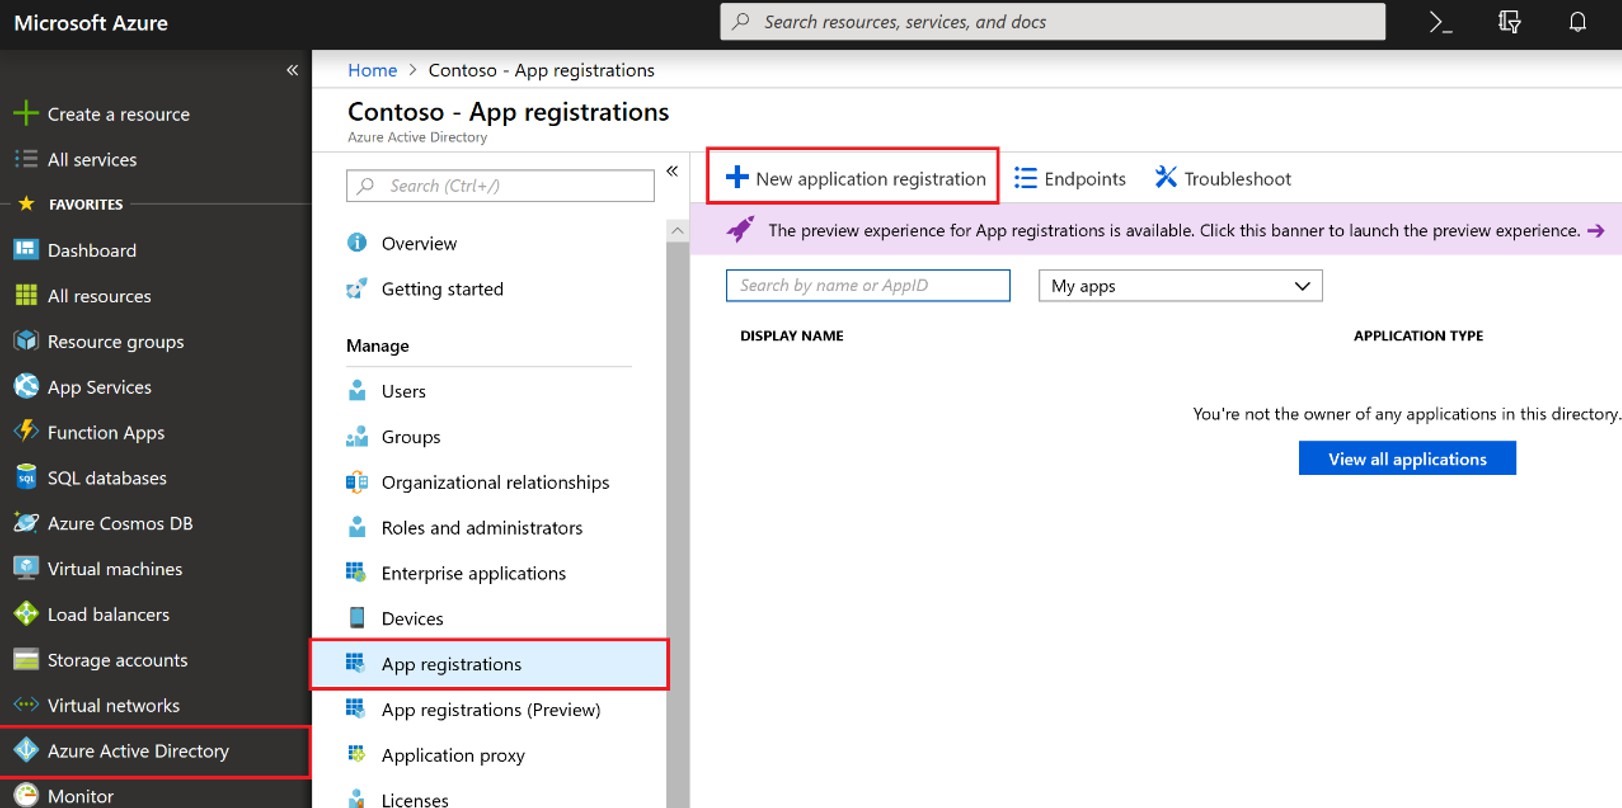 Microsoft Azure
Search resources, services, and docs
Create a resource
All services
FAVORITES
Dashboard
All resources
Resource groups
App Services
Function Apps
SQL databases
Azure Cosmos DB
Virtual machines
Load balancers
Storage accounts
Virtual networks
Azure Active Directory
Monitor
Home > Contoso - App registrations
Contoso - App registrations
Azure Active Directory
Search (Ctrl+/)
Overview
Getting started
Manage
Users
Groups
Organizational relationships
Roles and administrators
Enterprise applications
Devices
App registrations
App registrations (Preview)
Application proxy
Licenses
New application registration
Endpoints
Troubleshoot
The preview experience for App registrations is available. Click this banner to launch the preview experience.
Search by name or AppID
My apps
DISPLAY NAME
APPLICATION TYPE
You're not the owner of any applications in this directory.
View all applications